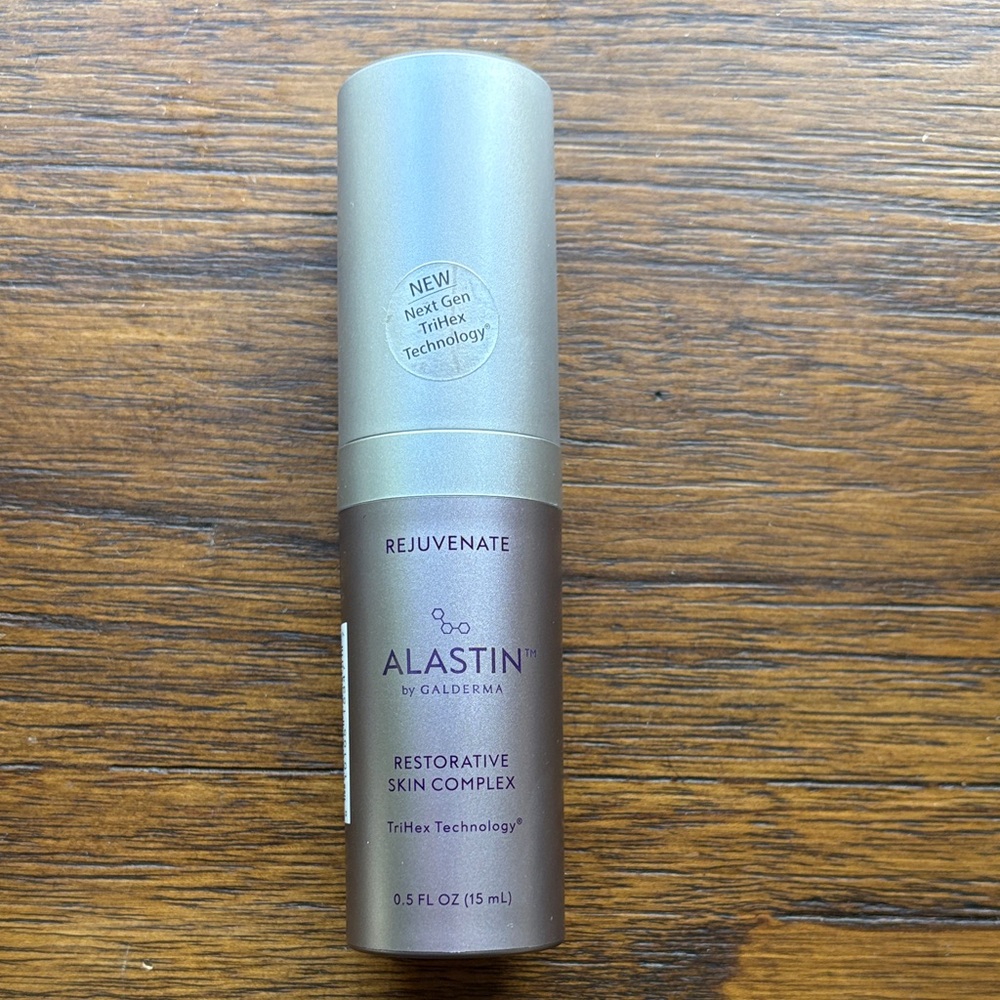 NEW
Next Gen
TriHex
Technology®
REJUVENATE
ALASTIN™
by GALDERMA
RESTORATIVE
SKIN COMPLEX
TriHex Technology®
0.5 FL OZ (15 mL)